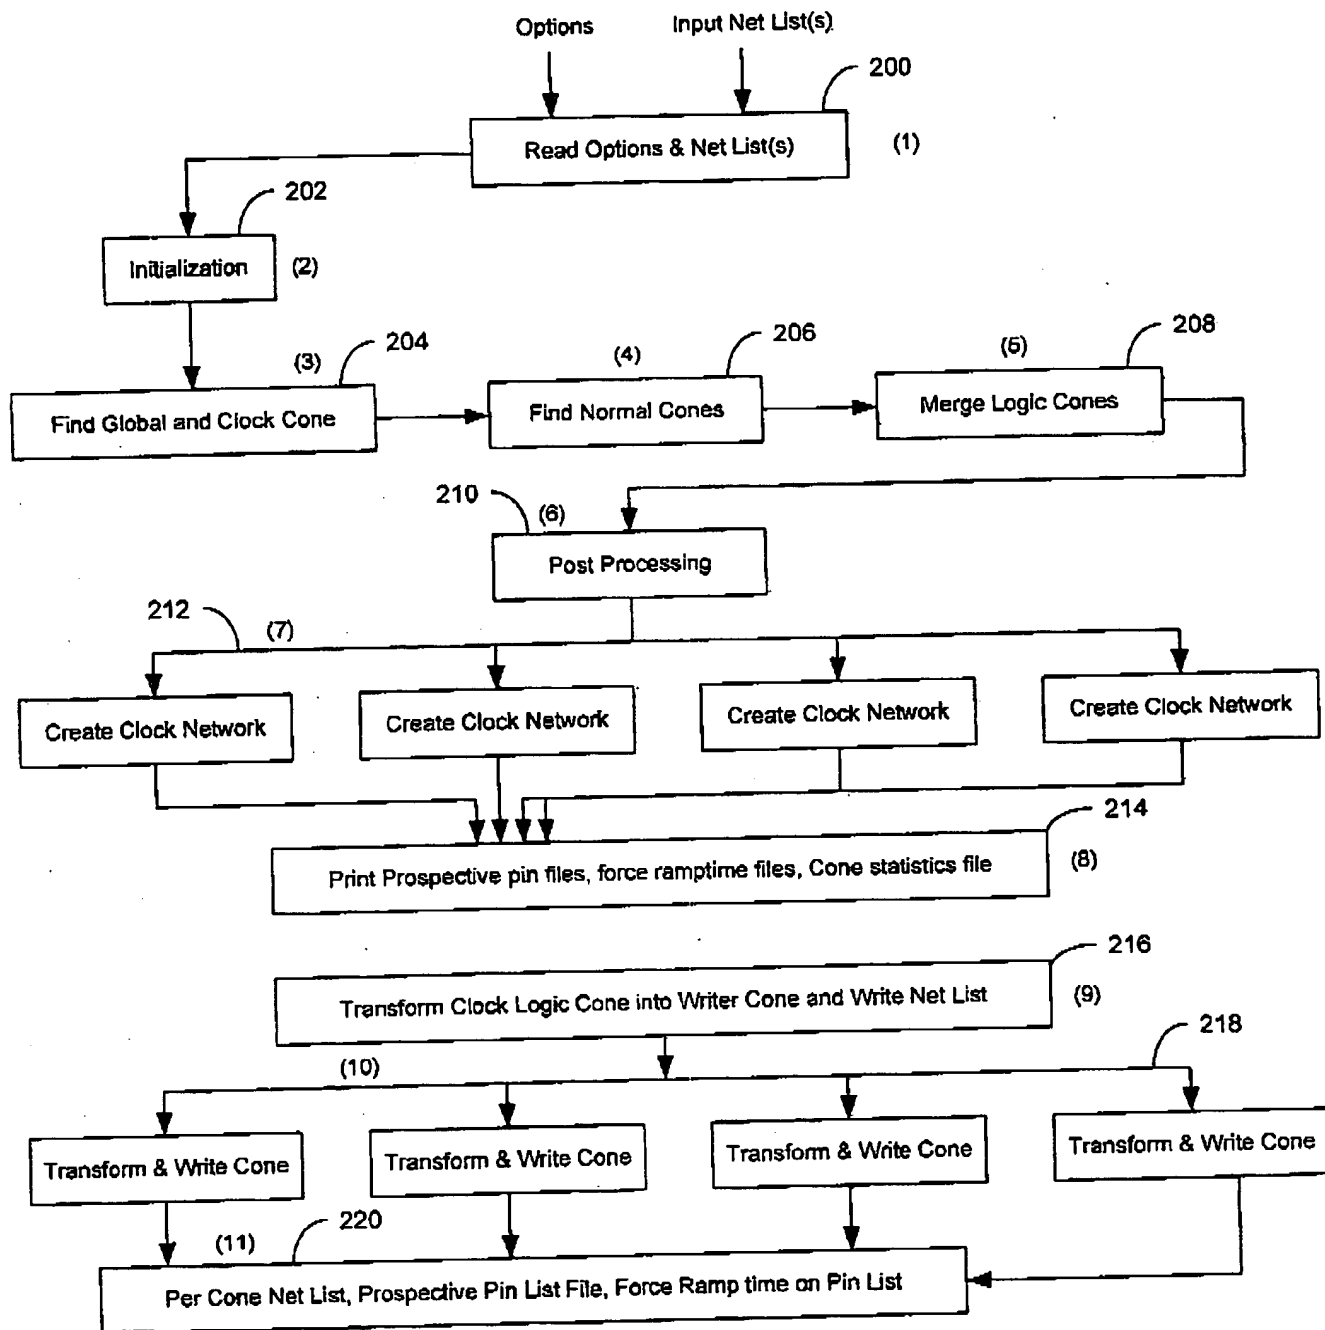 Options
Input Net List(s)
200
Read Options & Net List(s)
(1)
202
Initialization
(2)
(3)
204
Find Global and Clock Cone
(4)
206
Find Normal Cones
(5)
208
Merge Logic Cones
210
(6)
Post Processing
212
(7)
Create Clock Network
Create Clock Network
Create Clock Network
Create Clock Network
214
Print Prospective pin files, force ramptime files, Cone statistics file
(8)
216
Transform Clock Logic Cone into Writer Cone and Write Net List
(9)
218
(10)
Transform & Write Cone
Transform & Write Cone
Transform & Write Cone
Transform & Write Cone
220
(11)
Per Cone Net List, Prospective Pin List File, Force Ramp time on Pin List